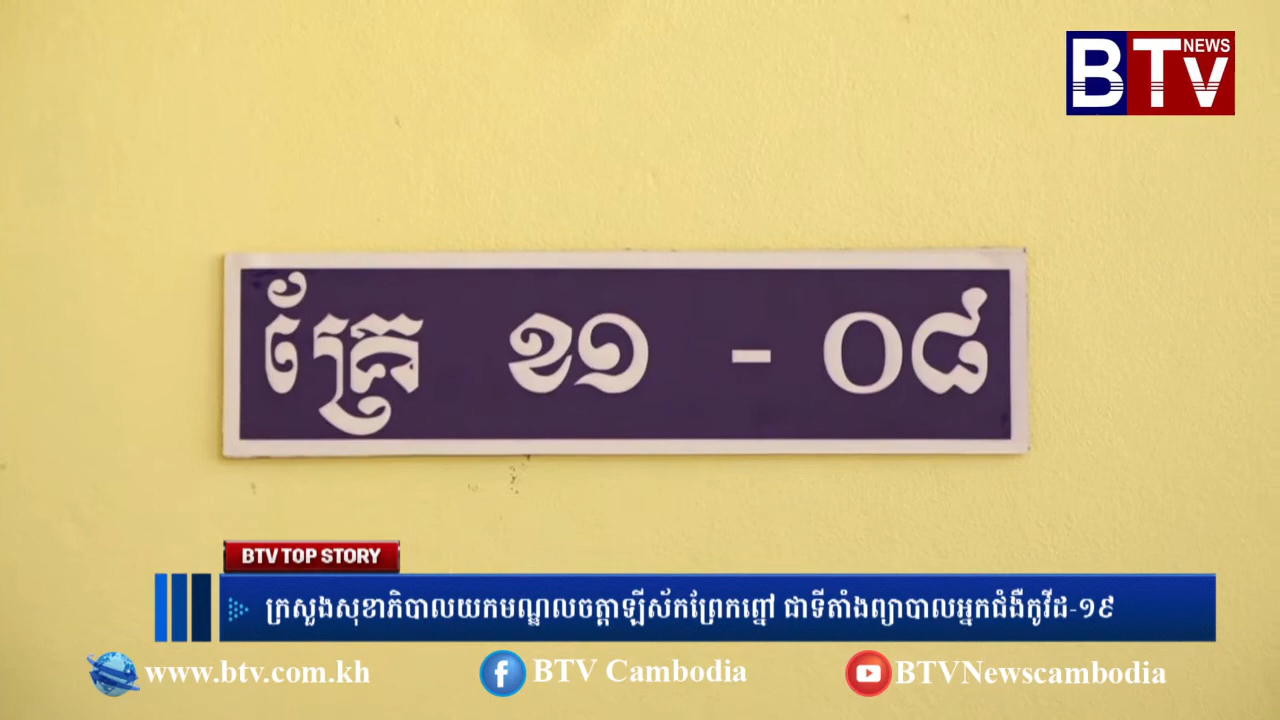 BTV NEWS
គ្រែ ខ១ - ០៨
BTV TOP STORY
ក្រសួងសុខាភិបាលយកមណ្ឌលចត្តាឡីស័កព្រែកព្នៅ ជាទីតាំងព្យាបាលអ្នកជំងឺកូវីដ-១៩
www.btv.com.kh
BTV Cambodia
BTVNewscambodia